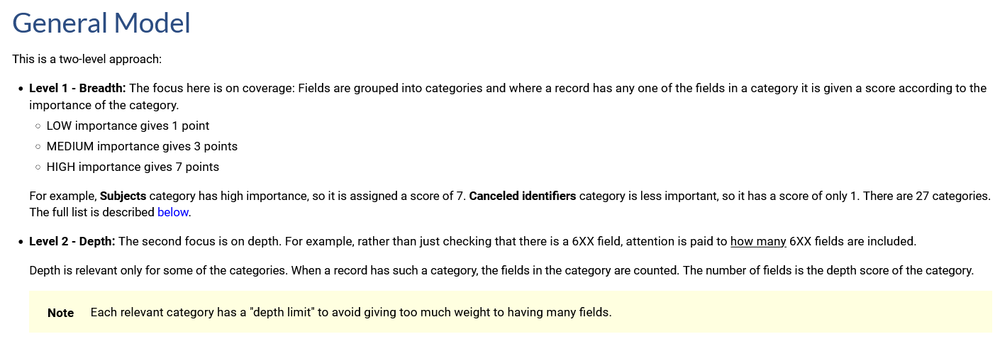 General Model
This is a two-level approach:
• Level 1 - Breadth: The focus here is on coverage: Fields are grouped into categories and where a record has any one of the fields in a category it is given a score according to the
importance of the category.
○ LOW importance gives 1 point
○ MEDIUM importance gives 3 points
○ HIGH importance gives 7 points
For example, Subjects category has high importance, so it is assigned a score of 7. Canceled identifiers category is less important, so it has a score of only 1. There are 27 categories.
The full list is described below.
• Level 2 - Depth: The second focus is on depth. For example, rather than just checking that there is a 6XX field, attention is paid to how many 6XX fields are included.
Depth is relevant only for some of the categories. When a record has such a category, the fields in the category are counted. The number of fields is the depth score of the category.
Note Each relevant category has a "depth limit" to avoid giving too much weight to having many fields.